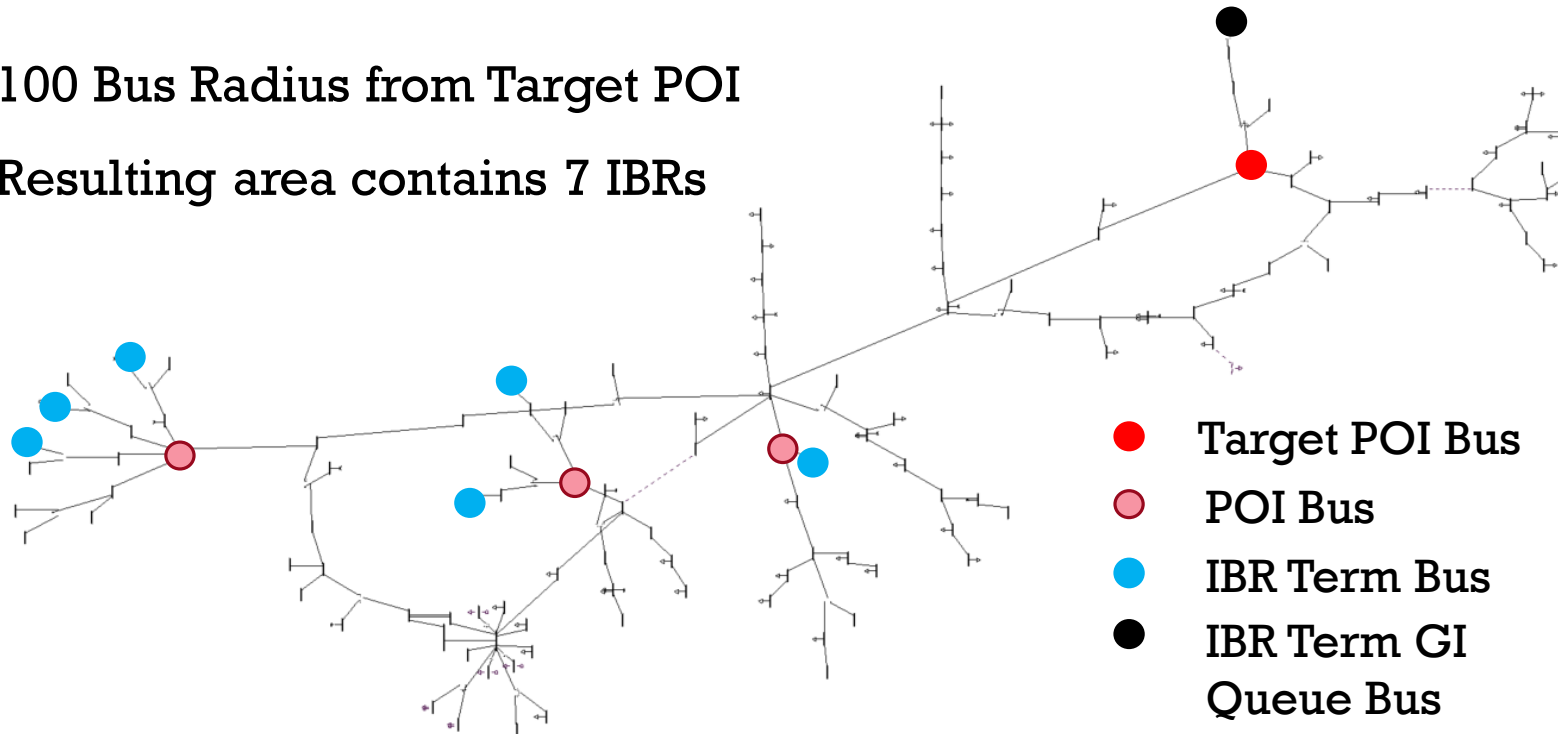 100 Bus Radius from Target POI
Resulting area contains 7 IBRs
Target POI Bus
POI Bus
IBR Term Bus
IBR Term GI
Queue Bus